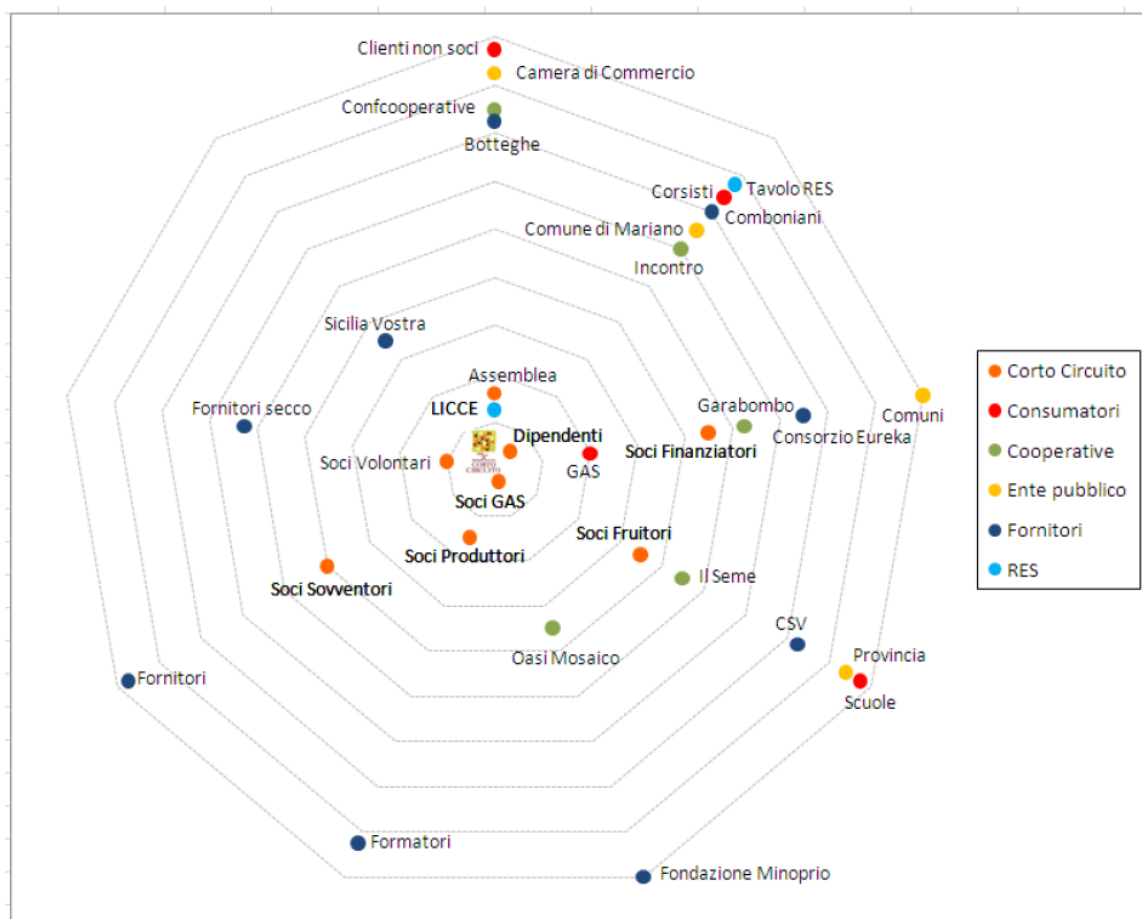 Clienti non soci
Camera di Commercio
Confcooperative
Botteghe
Corsisti
Tavolo RES
Comboniani
Comune di Mariano
Incontro
Sicilia Vostra
Assemblea
LICCE
Fornitori secco
Dipendenti
Soci Volontari
CORTO
CIRCUITO
Soci GAS
GAS
Garabombo
Soci Finanziatori
Consorzio Eureka
Comuni
Soci Produttori
Soci Fruitori
Soci Sovventori
Il Seme
Oasi Mosaico
CSV
Provincia
Scuole
Fornitori
Formatori
Fondazione Minoprio
Corto Circuito
Consumatori
Cooperative
Ente pubblico
Fornitori
RES